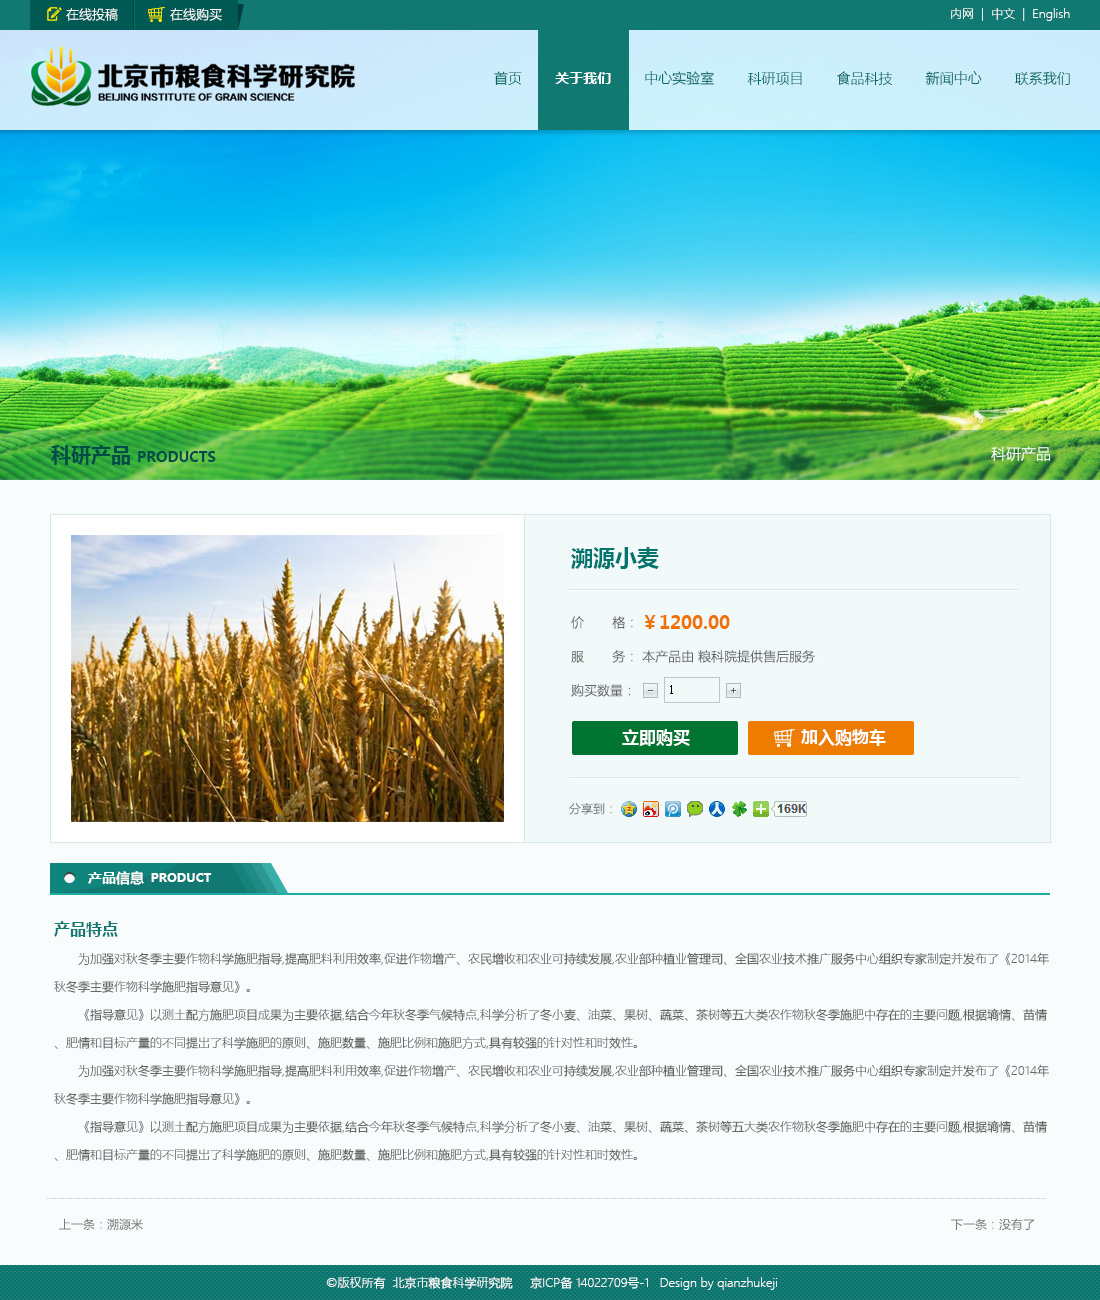 在线投稿 在线购买 内网 | 中文 | English
北京市粮食科学研究院
BEIJING INSTITUTE OF GRAIN SCIENCE
首页 关于我们 中心实验室 科研项目 食品科技 新闻中心 联系我们
科研产品 PRODUCTS 科研产品
溯源小麦
价 格： ￥1200.00
服 务： 本产品由 粮科院提供售后服务
购买数量： − 1 +
立即购买 加入购物车
分享到： 169K
产品信息 PRODUCT
产品特点
为加强对秋冬季主要作物科学施肥指导,提高肥料利用效率,促进作物增产、农民增收和农业可持续发展,农业部种植业管理司、全国农业技术推广服务中心组织专家制定并发布了《2014年
秋冬季主要作物科学施肥指导意见》。
《指导意见》以测土配方施肥项目成果为主要依据,结合今年秋冬季气候特点,科学分析了冬小麦、油菜、果树、蔬菜、茶树等五大类农作物秋冬季施肥中存在的主要问题,根据墒情、苗情
、肥情和目标产量的不同提出了科学施肥的原则、施肥数量、施肥比例和施肥方式,具有较强的针对性和时效性。
为加强对秋冬季主要作物科学施肥指导,提高肥料利用效率,促进作物增产、农民增收和农业可持续发展,农业部种植业管理司、全国农业技术推广服务中心组织专家制定并发布了《2014年
秋冬季主要作物科学施肥指导意见》。
《指导意见》以测土配方施肥项目成果为主要依据,结合今年秋冬季气候特点,科学分析了冬小麦、油菜、果树、蔬菜、茶树等五大类农作物秋冬季施肥中存在的主要问题,根据墒情、苗情
、肥情和目标产量的不同提出了科学施肥的原则、施肥数量、施肥比例和施肥方式,具有较强的针对性和时效性。
上一条：溯源米 下一条：没有了
©版权所有 北京市粮食科学研究院 京ICP备 14022709号-1 Design by qianzhukeji